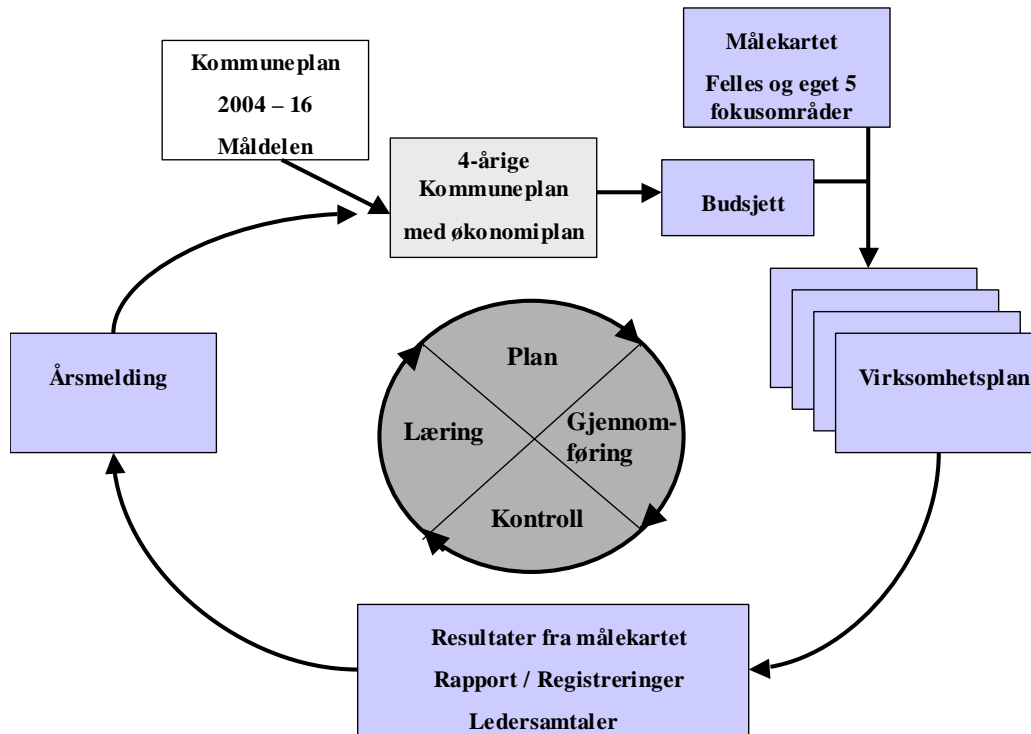 Kommuneplan
2004 – 16
Måldelen
Målekartet
Felles og eget 5
fokusområder
4-årige
Kommuneplan
med økonomiplan
Budsjett
Årsmelding
Plan
Læring
Gjennom-
føring
Kontroll
Virksomhetsplan
Resultater fra målekartet
Rapport / Registreringer
Ledersamtaler